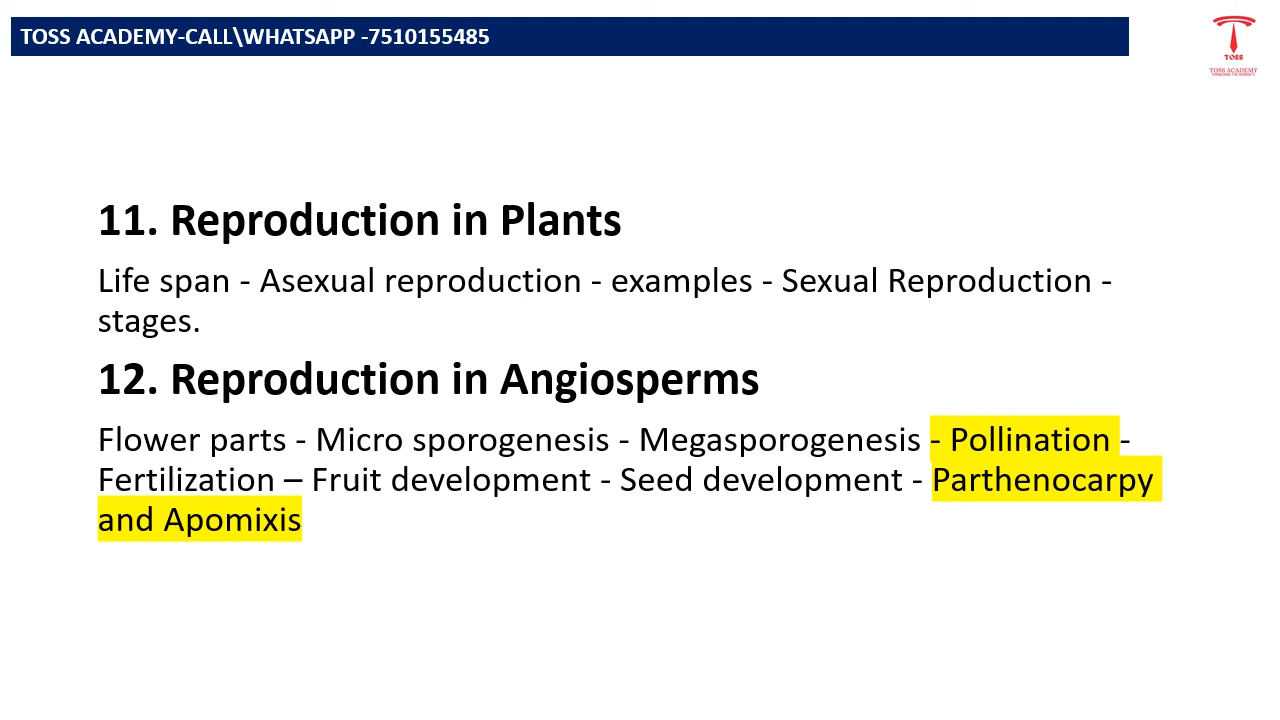 TOSS ACADEMY-CALL\WHATSAPP -7510155485
TOSS
TOSS ACADEMY
11. Reproduction in Plants
Life span - Asexual reproduction - examples - Sexual Reproduction -
stages.
12. Reproduction in Angiosperms
Flower parts - Micro sporogenesis - Megasporogenesis - Pollination -
Fertilization – Fruit development - Seed development - Parthenocarpy
and Apomixis